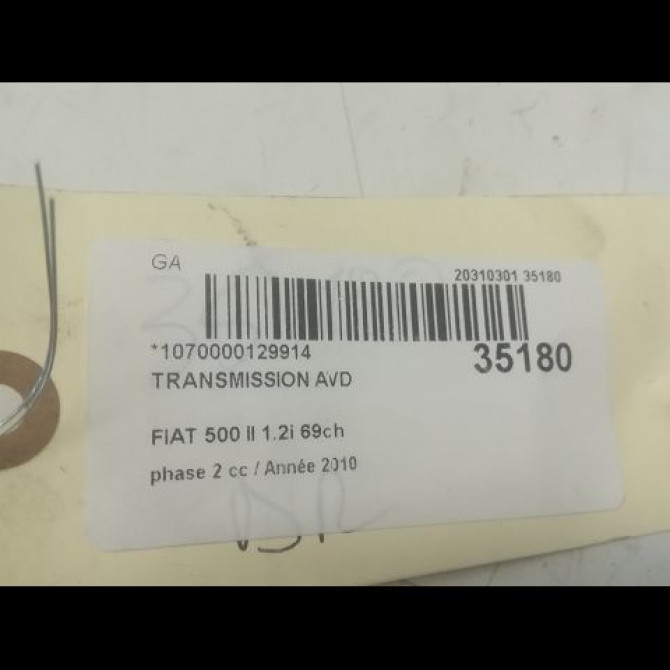 GA
20310301 35180
*1070000129914
35180
TRANSMISSION AVD
FIAT 500 II 1.2i 69ch
phase 2 cc / Année 2010